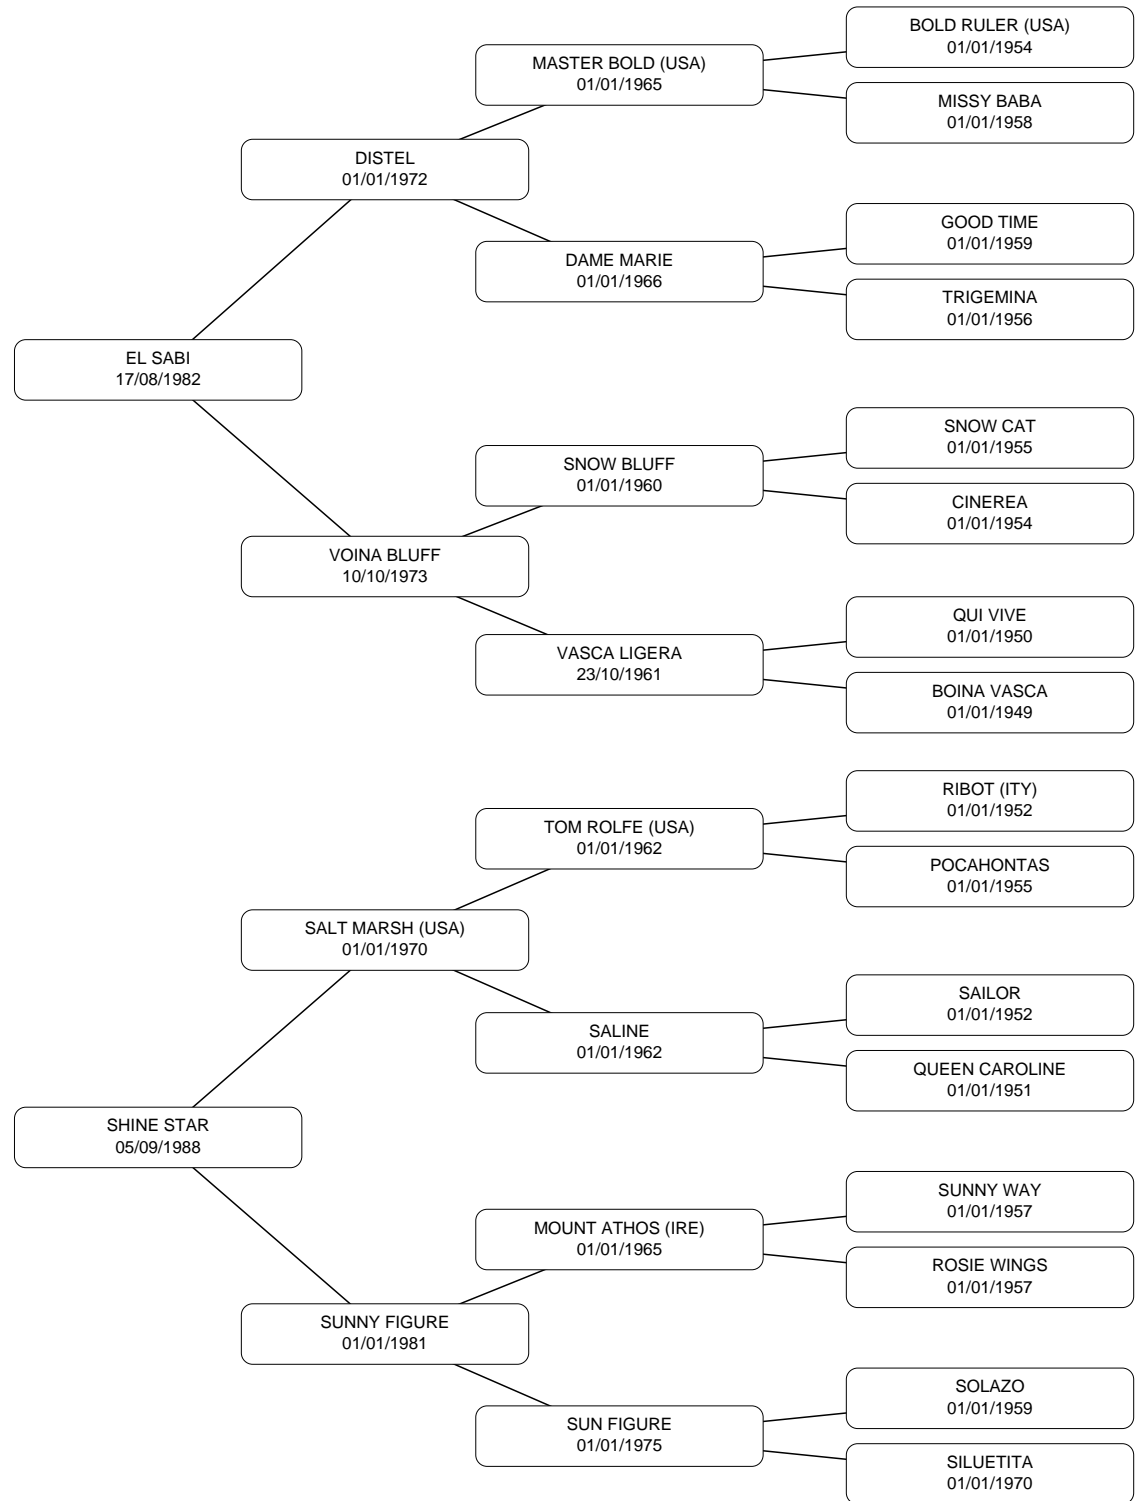 BOLD RULER (USA)
01/01/1954
MASTER BOLD (USA)
01/01/1965
MISSY BABA
01/01/1958
DISTEL
01/01/1972
GOOD TIME
01/01/1959
DAME MARIE
01/01/1966
TRIGEMINA
01/01/1956
EL SABI
17/08/1982
SNOW CAT
01/01/1955
SNOW BLUFF
01/01/1960
CINEREA
01/01/1954
VOINA BLUFF
10/10/1973
QUI VIVE
01/01/1950
VASCA LIGERA
23/10/1961
BOINA VASCA
01/01/1949
RIBOT (ITY)
01/01/1952
TOM ROLFE (USA)
01/01/1962
POCAHONTAS
01/01/1955
SALT MARSH (USA)
01/01/1970
SAILOR
01/01/1952
SALINE
01/01/1962
QUEEN CAROLINE
01/01/1951
SHINE STAR
05/09/1988
SUNNY WAY
01/01/1957
MOUNT ATHOS (IRE)
01/01/1965
ROSIE WINGS
01/01/1957
SUNNY FIGURE
01/01/1981
SOLAZO
01/01/1959
SUN FIGURE
01/01/1975
SILUETITA
01/01/1970